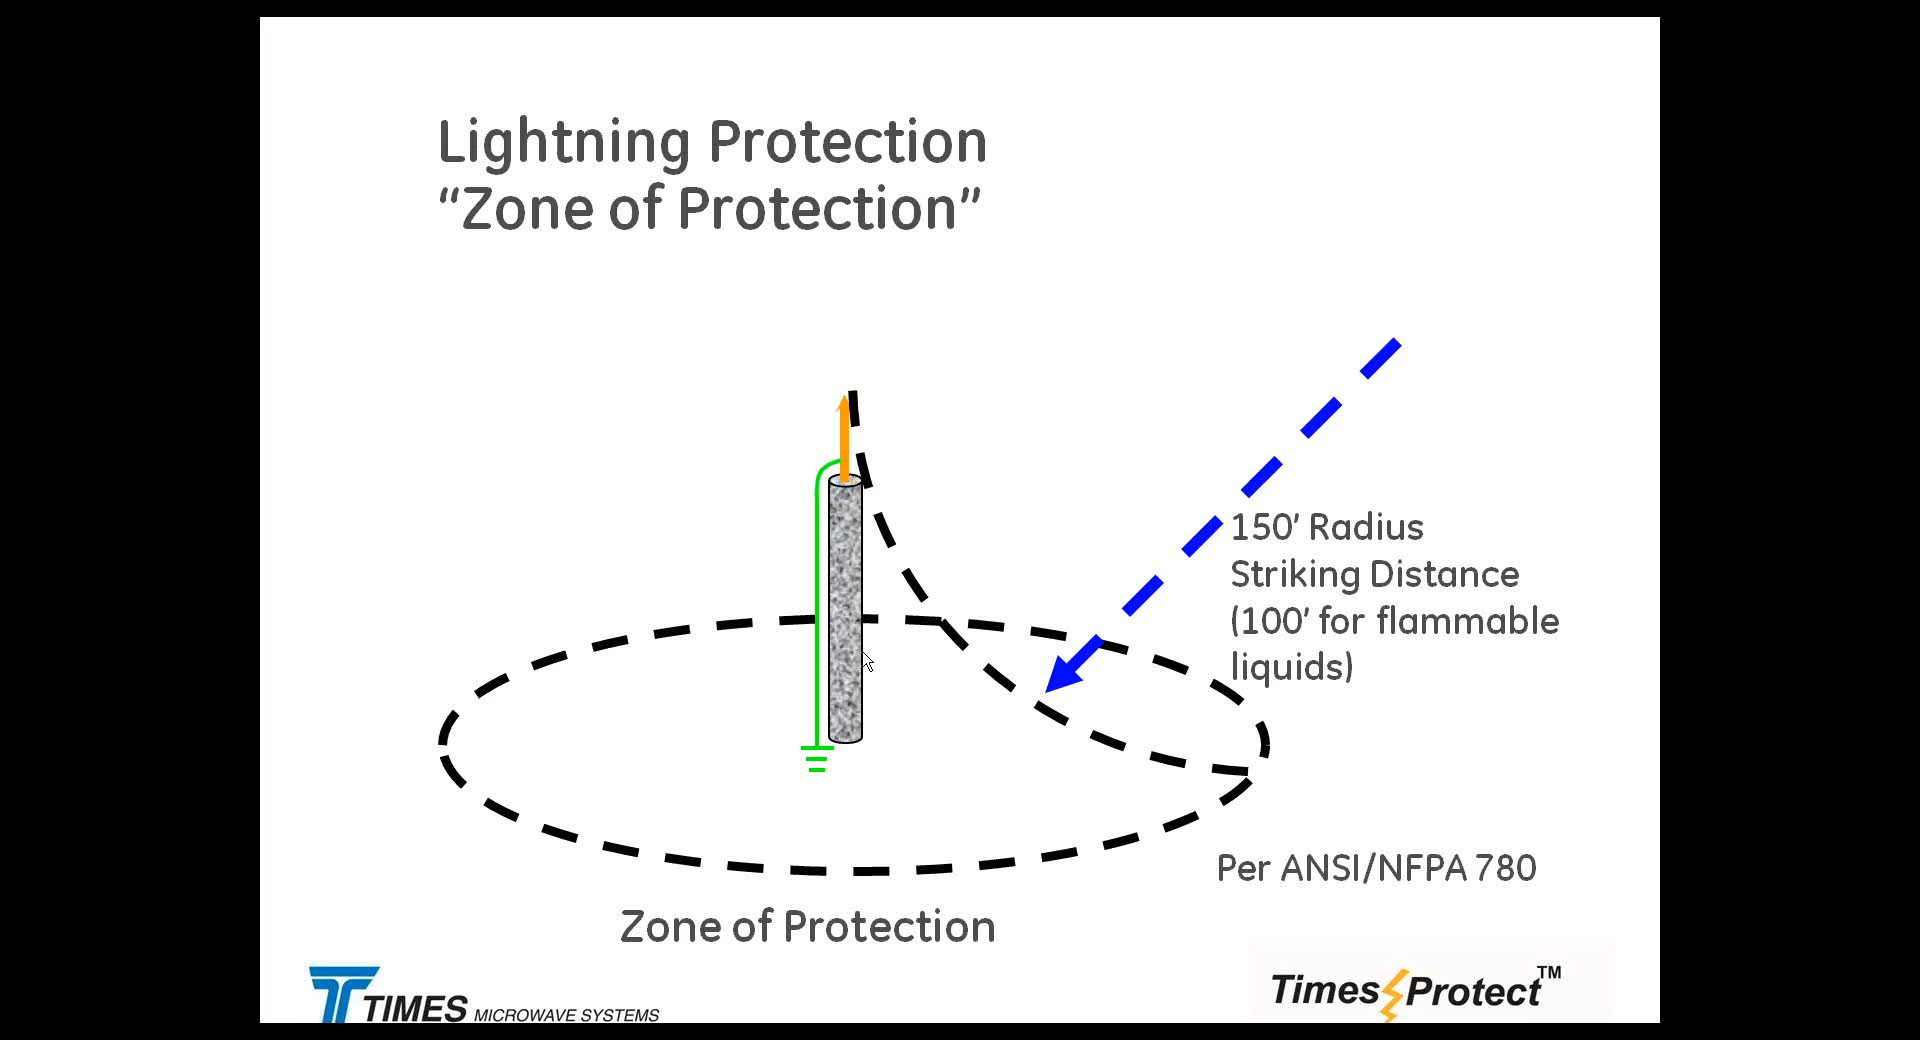 Lightning Protection
“Zone of Protection”
150’ Radius
Striking Distance
(100’ for flammable
liquids)
Per ANSI/NFPA 780
Zone of Protection
TIMES MICROWAVE SYSTEMS
Times Protect™